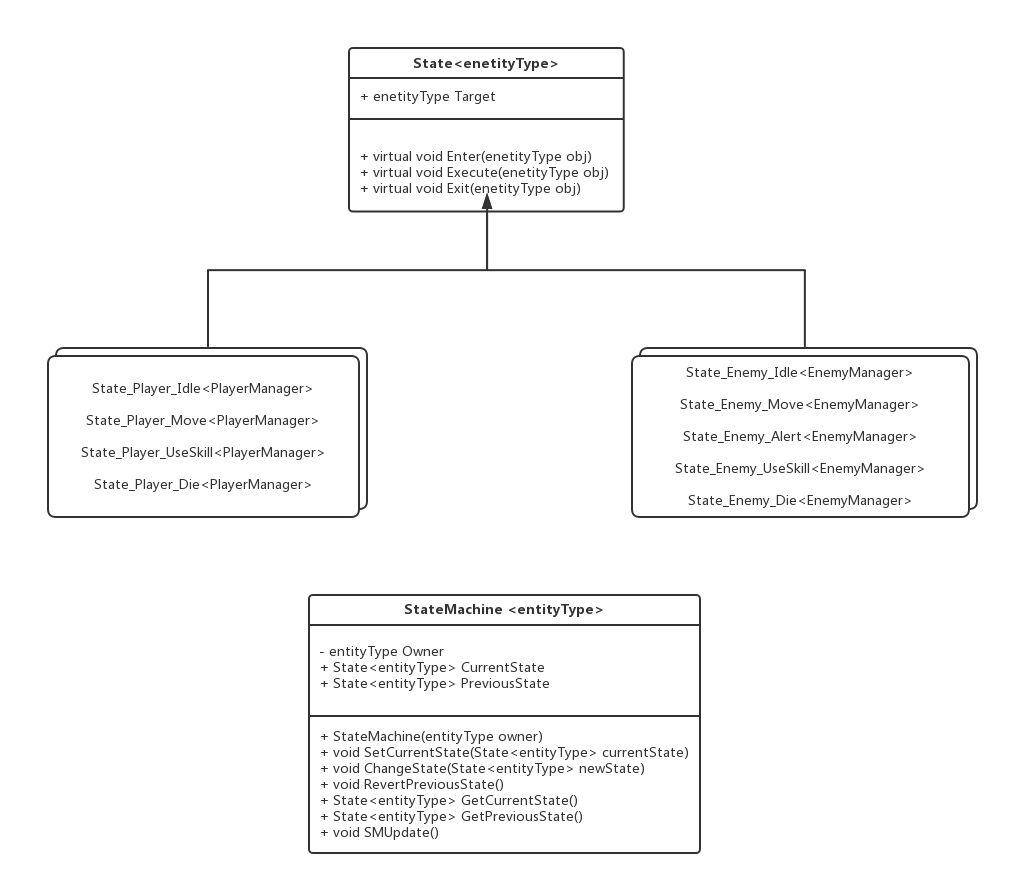 State<enetityType>
+ enetityType Target
+ virtual void Enter(enetityType obj)
+ virtual void Execute(enetityType obj)
+ virtual void Exit(enetityType obj)
State_Player_Idle<PlayerManager>
State_Player_Move<PlayerManager>
State_Player_UseSkill<PlayerManager>
State_Player_Die<PlayerManager>
State_Enemy_Idle<EnemyManager>
State_Enemy_Move<EnemyManager>
State_Enemy_Alert<EnemyManager>
State_Enemy_UseSkill<EnemyManager>
State_Enemy_Die<EnemyManager>
StateMachine <entityType>
- entityType Owner
+ State<entityType> CurrentState
+ State<entityType> PreviousState
+ StateMachine(entityType owner)
+ void SetCurrentState(State<entityType> currentState)
+ void ChangeState(State<entityType> newState)
+ void RevertPreviousState()
+ State<entityType> GetCurrentState()
+ State<entityType> GetPreviousState()
+ void SMUpdate()